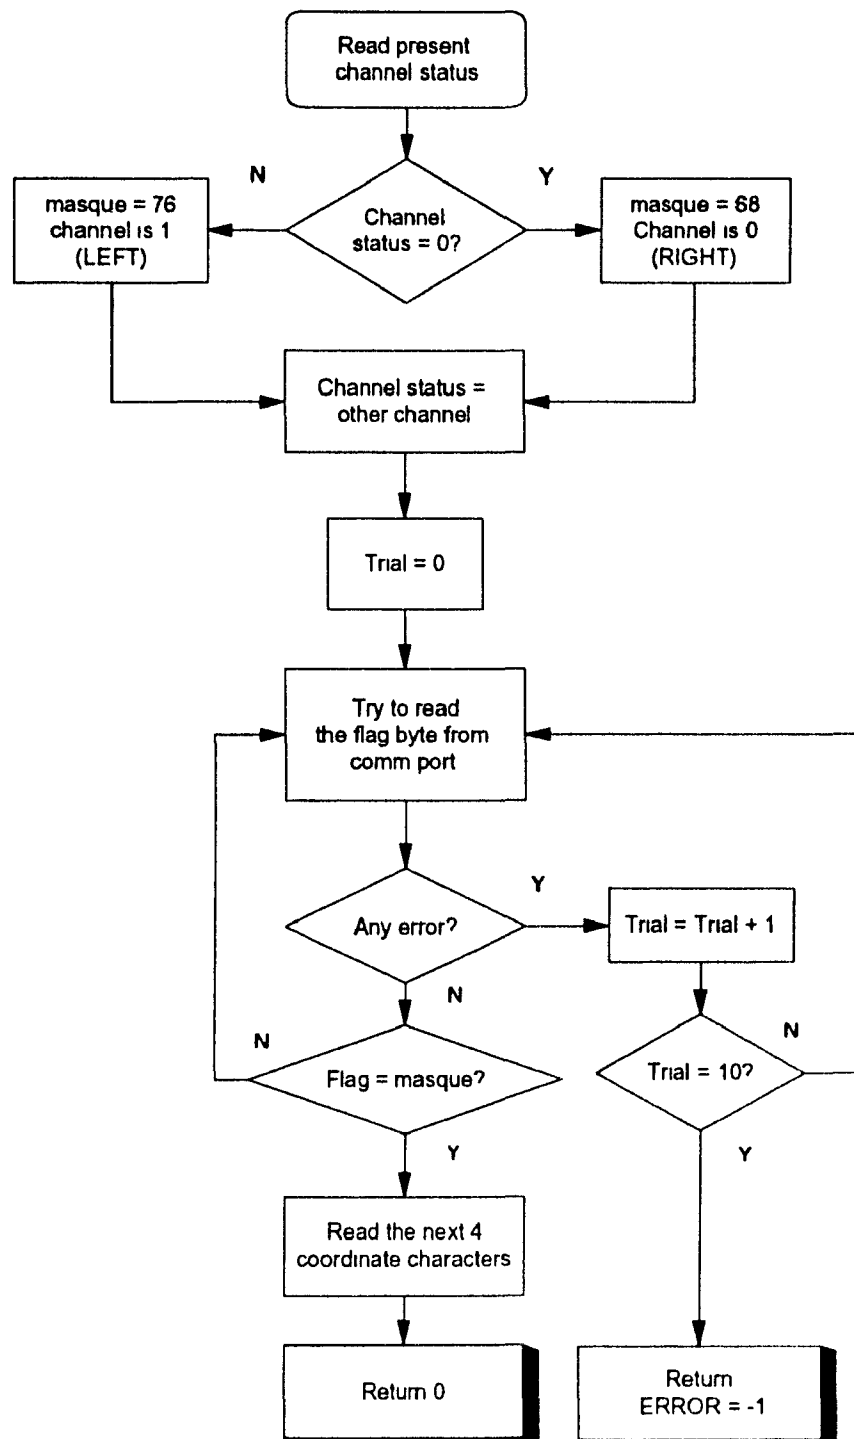 Read present
channel status
N
Y
masque = 76
channel is 1
(LEFT)
Channel
status = 0?
masque = 68
Channel is 0
(RIGHT)
Channel status =
other channel
Trial = 0
Try to read
the flag byte from
comm port
Any error?
Y
Trial = Trial + 1
N
N
Flag = masque?
Trial = 10?
N
Y
Y
Read the next 4
coordinate characters
Return 0
Return
ERROR = -1